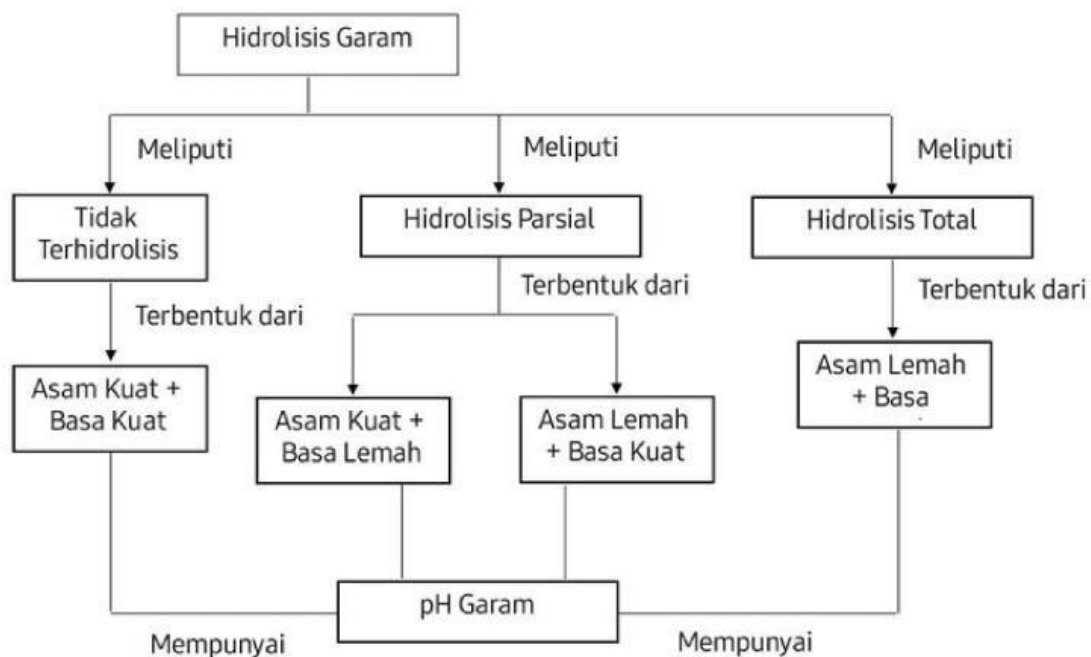 Hidrolisis Garam
Meliputi
Meliputi
Meliputi
Tidak
Terhidrolisis
Hidrolisis Parsial
Hidrolisis Total
Terbentuk dari
Terbentuk dari
Terbentuk dari
Asam Kuat +
Basa Kuat
Asam Kuat +
Basa Lemah
Asam Lemah
+ Basa Kuat
Asam Lemah
+ Basa
pH Garam
Mempunyai
Mempunyai